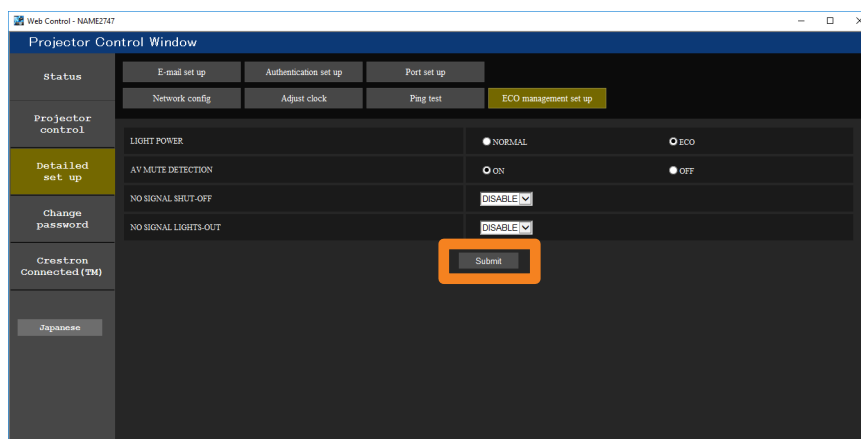 Web Control - NAME2747
Projector Control Window
Status
E-mail set up
Authentication set up
Port set up
Network config
Adjust clock
Ping test
ECO management set up
Projector
control
LIGHT POWER
NORMAL
ECO
Detailed
set up
AV MUTE DETECTION
ON
OFF
NO SIGNAL SHUT-OFF
DISABLE
Change
password
NO SIGNAL LIGHTS-OUT
DISABLE
Crestron
Connected(TM)
Submit
Japanese